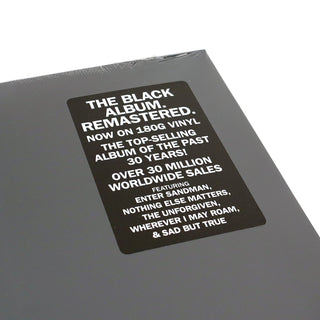 THE BLACK
ALBUM.
REMASTERED.
NOW ON 180G VINYL
THE TOP-SELLING
ALBUM OF THE PAST
30 YEARS!
OVER 30 MILLION
WORLDWIDE SALES
FEATURING
ENTER SANDMAN,
NOTHING ELSE MATTERS,
THE UNFORGIVEN,
WHEREVER I MAY ROAM,
& SAD BUT TRUE